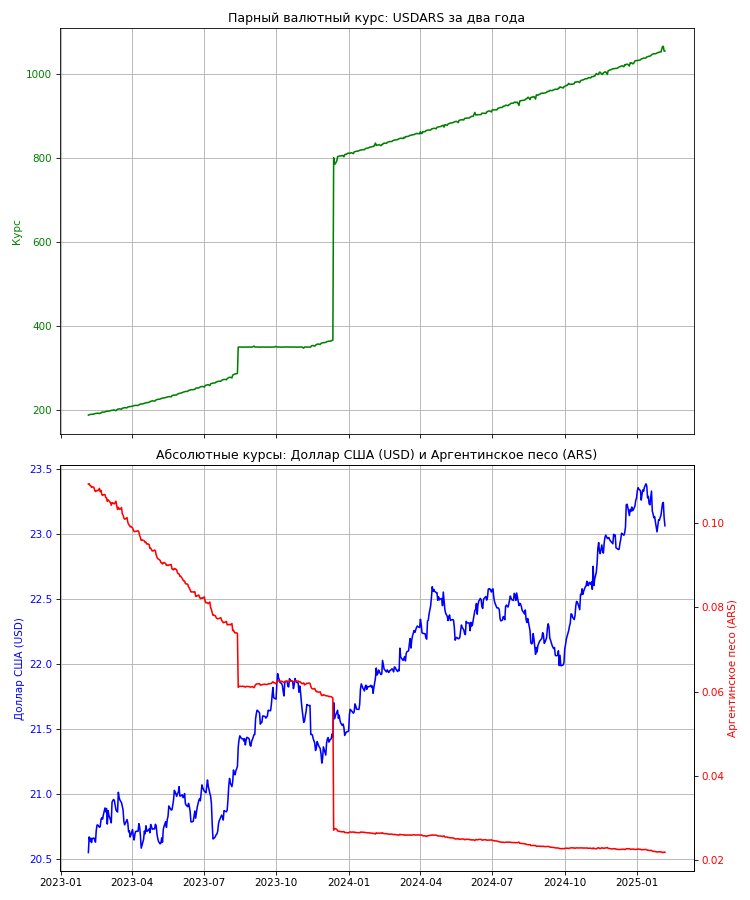 Парный валютный курс: USDARS за два года
1000
800
600
400
200
Курс
Абсолютные курсы: Доллар США (USD) и Аргентинское песо (ARS)
23.5
23.0
22.5
22.0
21.5
21.0
20.5
Доллар США (USD)
0.10
0.08
0.06
0.04
0.02
Аргентинское песо (ARS)
2023-01 2023-04 2023-07 2023-10 2024-01 2024-04 2024-07 2024-10 2025-01